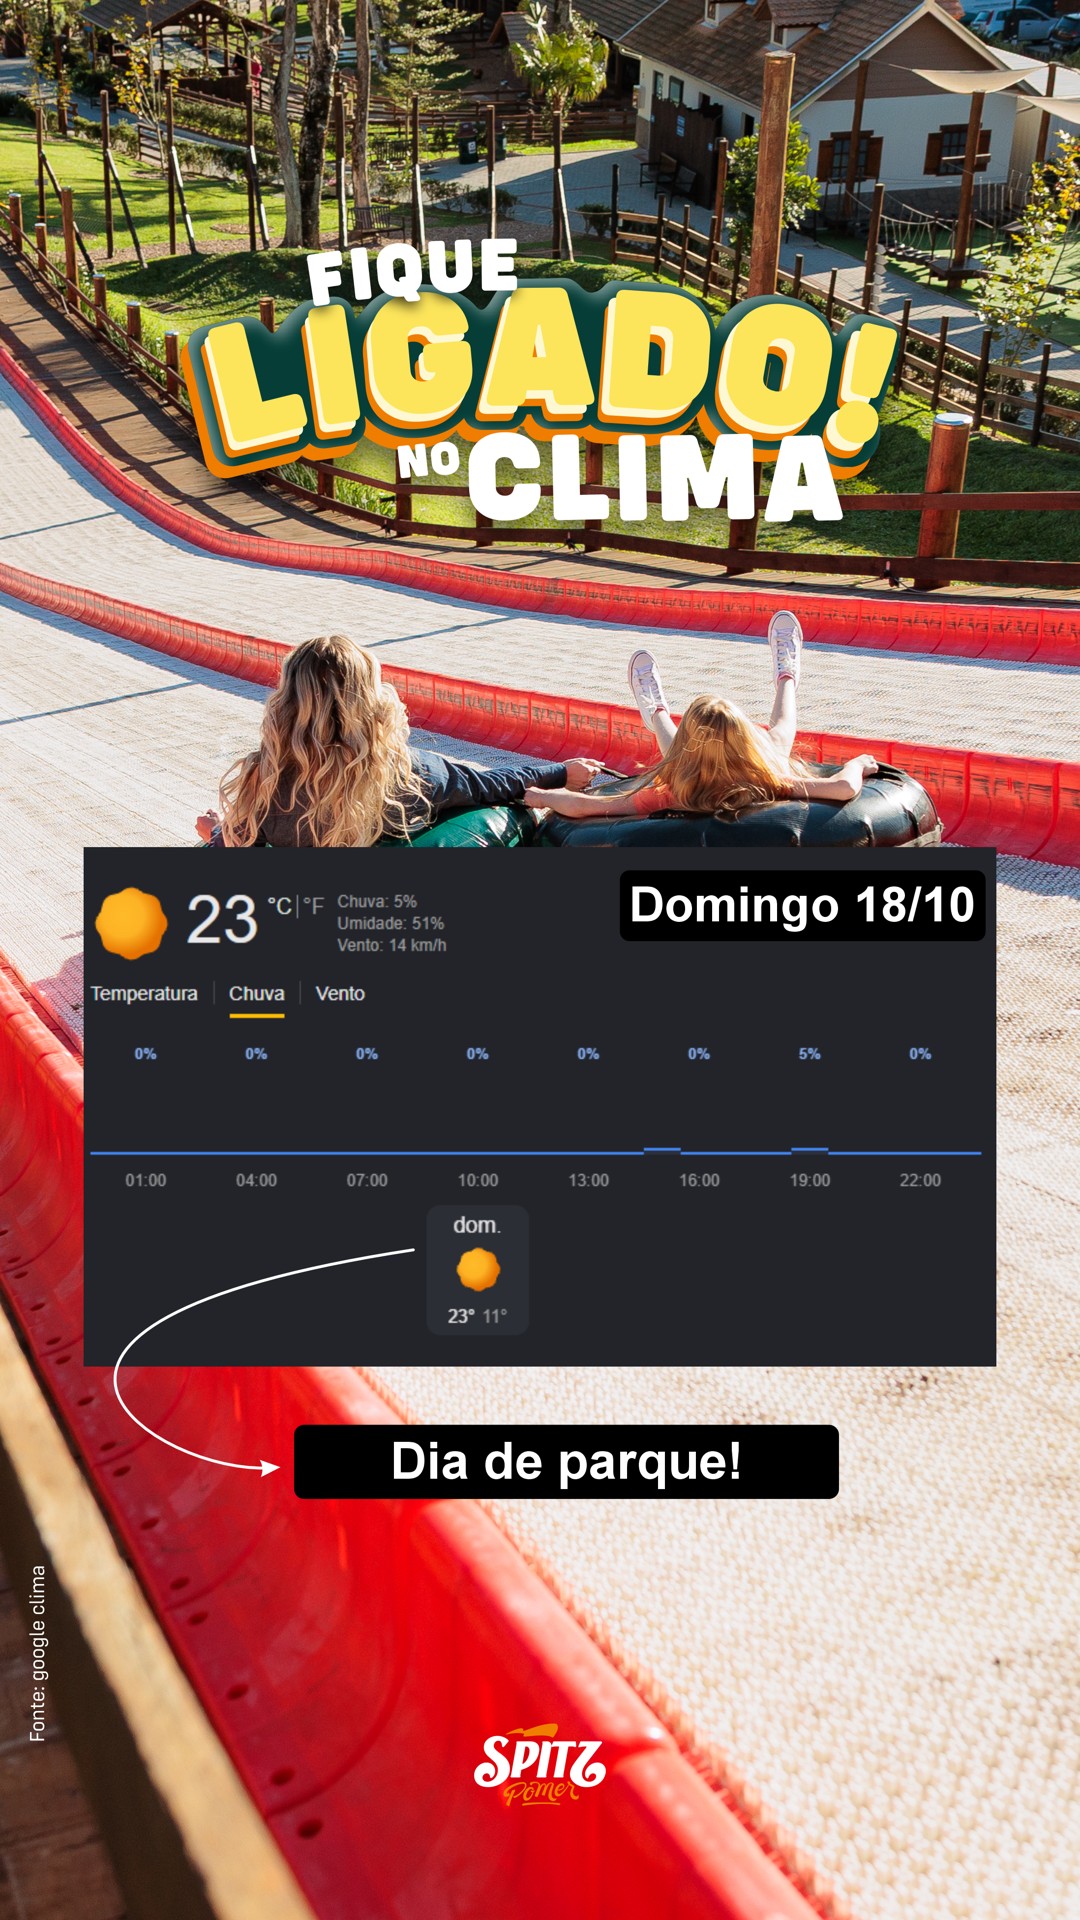 FIQUE
LIGADO!
NO CLIMA
23 °C|°F
Chuva: 5%
Umidade: 51%
Vento: 14 km/h
Domingo 18/10
Temperatura | Chuva | Vento
0% 0% 0% 0% 0% 0% 5% 0%
01:00 04:00 07:00 10:00 13:00 16:00 19:00 22:00
dom.
23° 11°
Dia de parque!
Fonte: google clima
SPITZ
Pomer